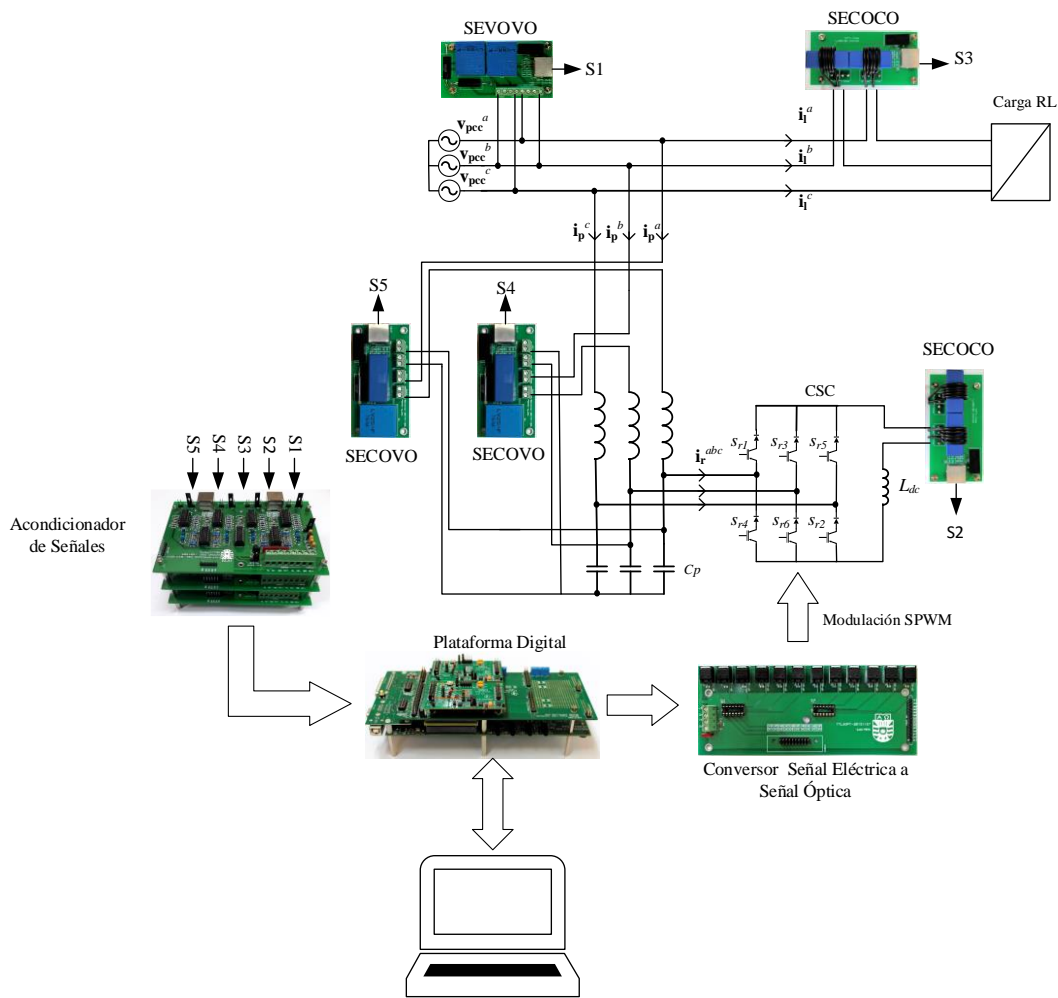 SEVOVO
SECOCO
S1
S3
Carga RL
v_pcc^a
i_l^a
v_pcc^b
i_l^b
v_pcc^c
i_l^c
i_p^c
i_p^b
i_p^a
S5
S4
SECOCO
CSC
SECOVO
SECOVO
s_r1
s_r3
s_r5
i_r^abc
L_dc
S5
S4
S3
S2
S1
s_r4
s_r6
s_r2
S2
Acondicionador
de Señales
Cp
Modulación SPWM
Plataforma Digital
Conversor Señal Eléctrica a
Señal Óptica